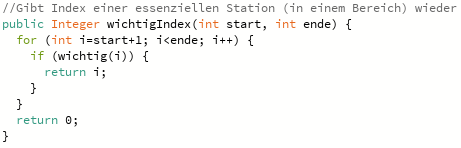 //Gibt Index einer essenziellen Station (in einem Bereich) wieder
public Integer wichtigIndex(int start, int ende) {
  for (int i=start+1; i<ende; i++) {
    if (wichtig(i)) {
      return i;
    }
  }
  return 0;
}